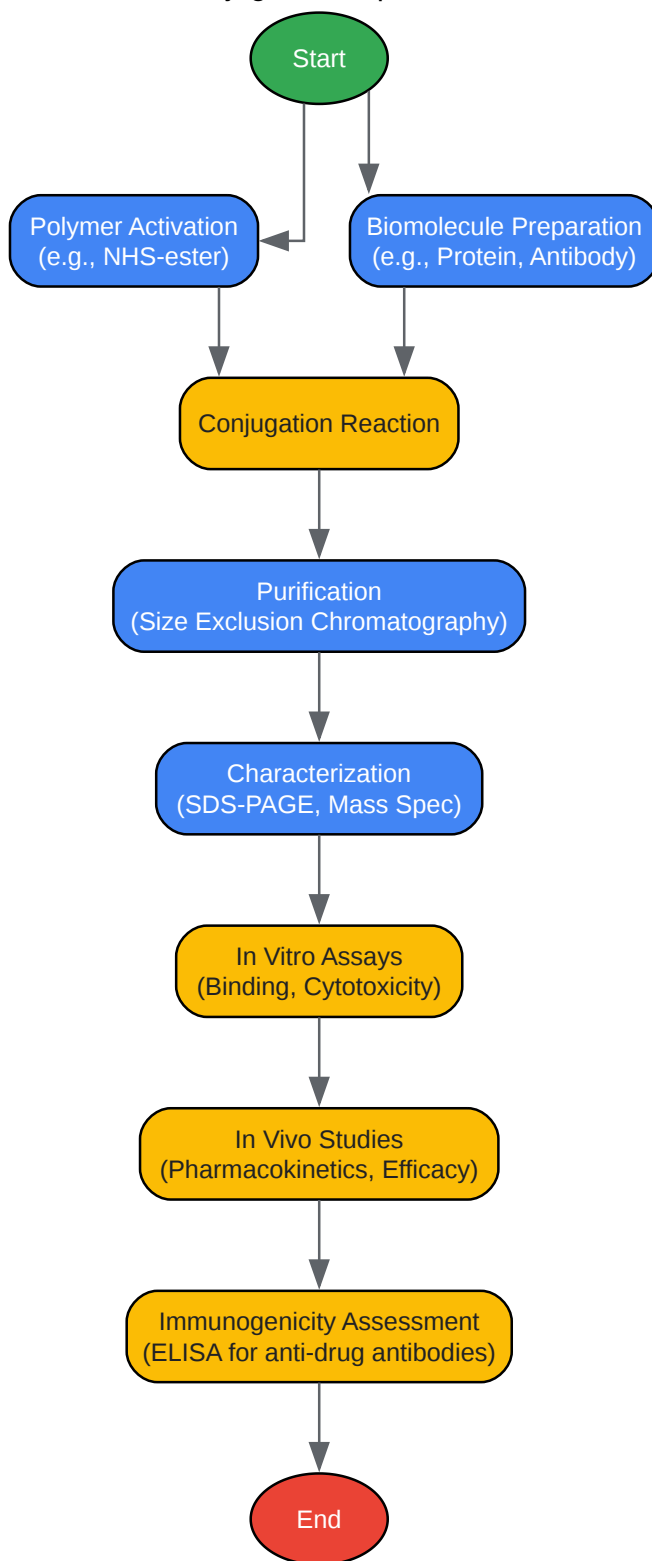 Start
Polymer Activation
(e.g., NHS-ester)
Biomolecule Preparation
(e.g., Protein, Antibody)
Conjugation Reaction
Purification
(Size Exclusion Chromatography)
Characterization
(SDS-PAGE, Mass Spec)
In Vitro Assays
(Binding, Cytotoxicity)
In Vivo Studies
(Pharmacokinetics, Efficacy)
Immunogenicity Assessment
(ELISA for anti-drug antibodies)
End